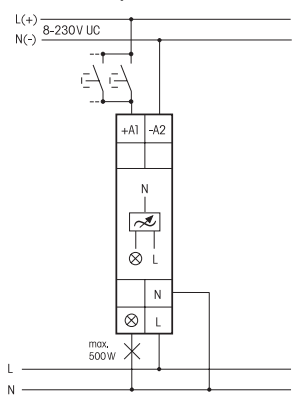 L(+)
8-230V UC
N(-)
+A1 -A2
N
L
N
L
max.
500W
L
N